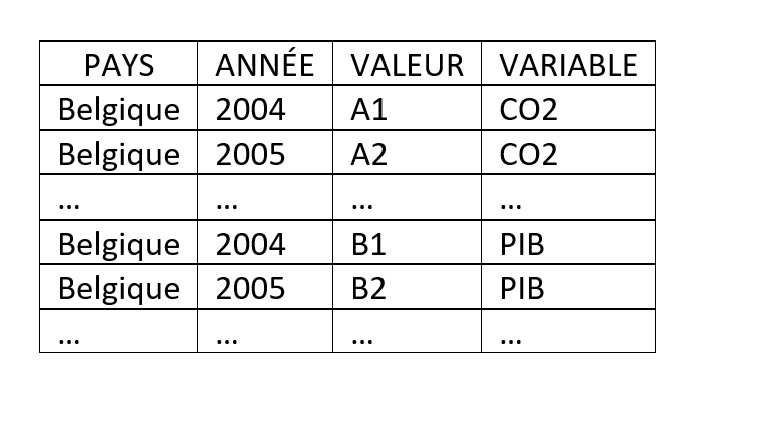 PAYS ANNÉE VALEUR VARIABLE
Belgique 2004 A1 CO2
Belgique 2005 A2 CO2
... ... ... ...
Belgique 2004 B1 PIB
Belgique 2005 B2 PIB
... ... ... ...